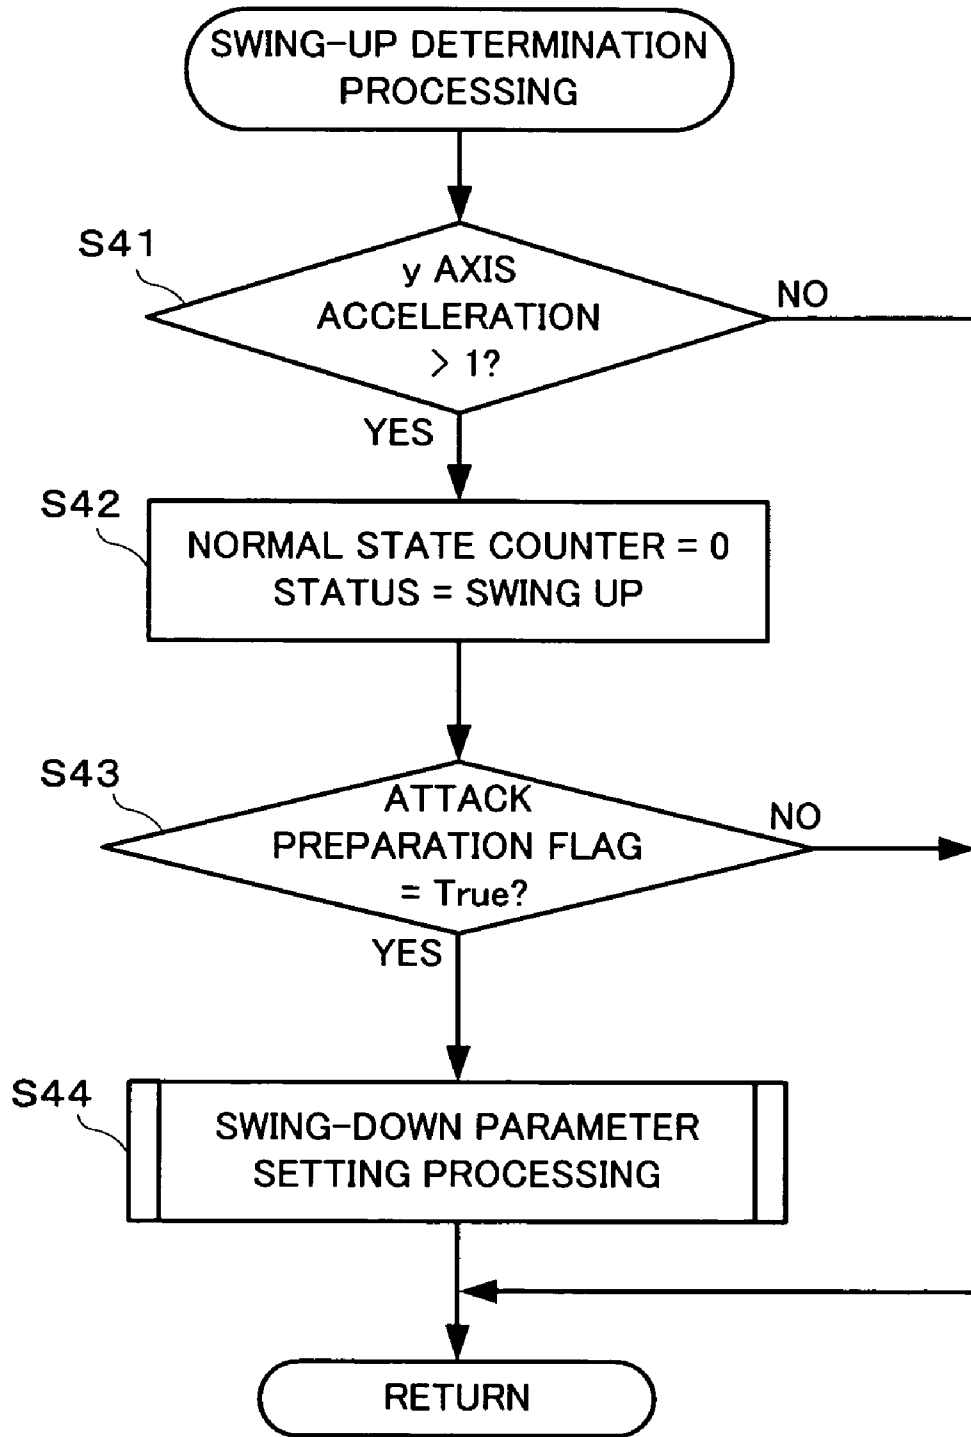 SWING-UP DETERMINATION
PROCESSING
S41
y AXIS
ACCELERATION
> 1?
NO
YES
S42
NORMAL STATE COUNTER = 0
STATUS = SWING UP
S43
ATTACK
PREPARATION FLAG
= True?
NO
YES
S44
SWING-DOWN PARAMETER
SETTING PROCESSING
RETURN